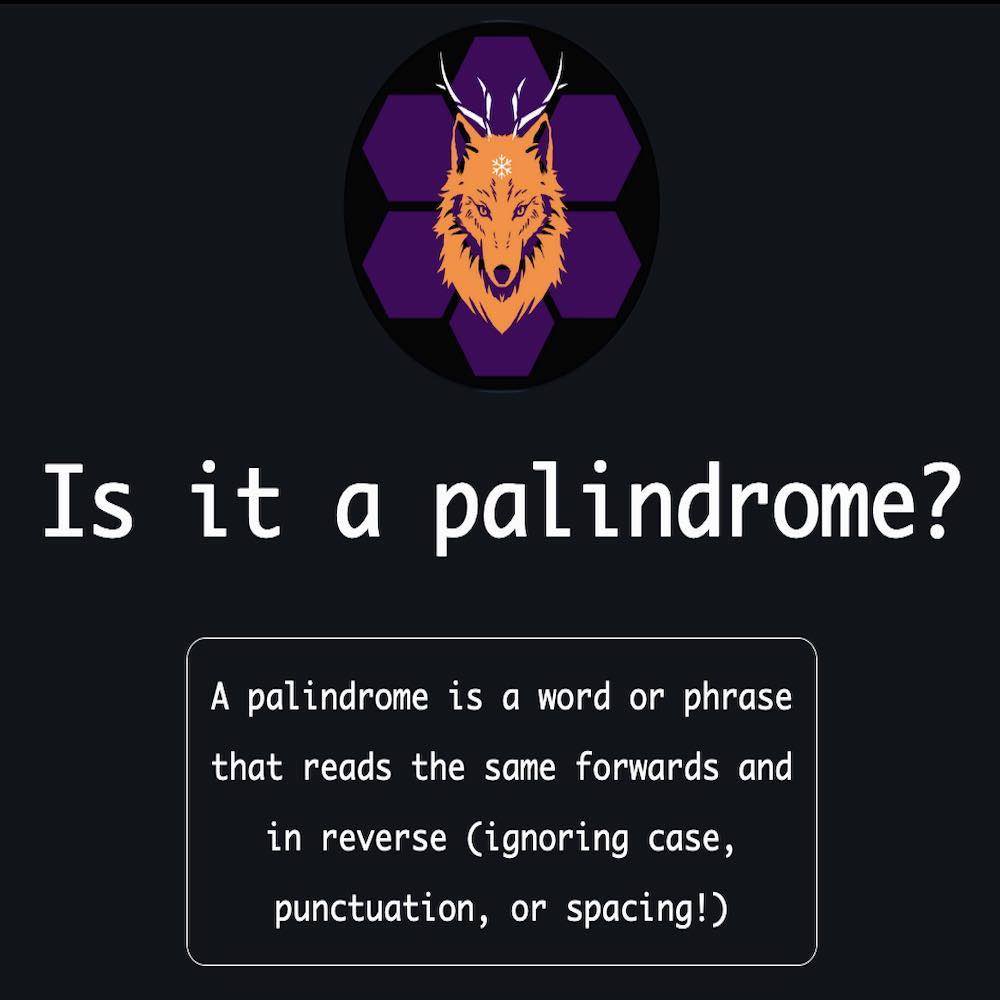 Is it a palindrome?
A palindrome is a word or phrase
that reads the same forwards and
in reverse (ignoring case,
punctuation, or spacing!)